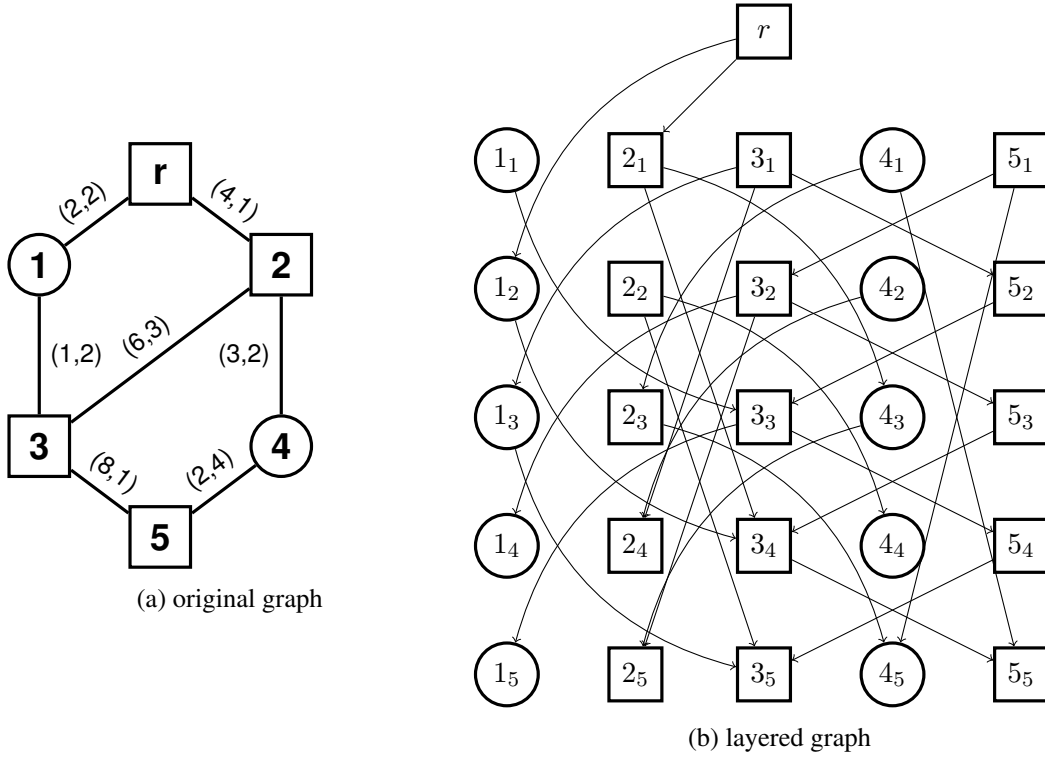 r
(2,2)
(4,1)
1
2
(1,2)
(6,3)
(3,2)
3
4
(8,1)
(2,4)
5
(a) original graph
r
1₁ 2₁ 3₁ 4₁ 5₁
1₂ 2₂ 3₂ 4₂ 5₂
1₃ 2₃ 3₃ 4₃ 5₃
1₄ 2₄ 3₄ 4₄ 5₄
1₅ 2₅ 3₅ 4₅ 5₅
(b) layered graph